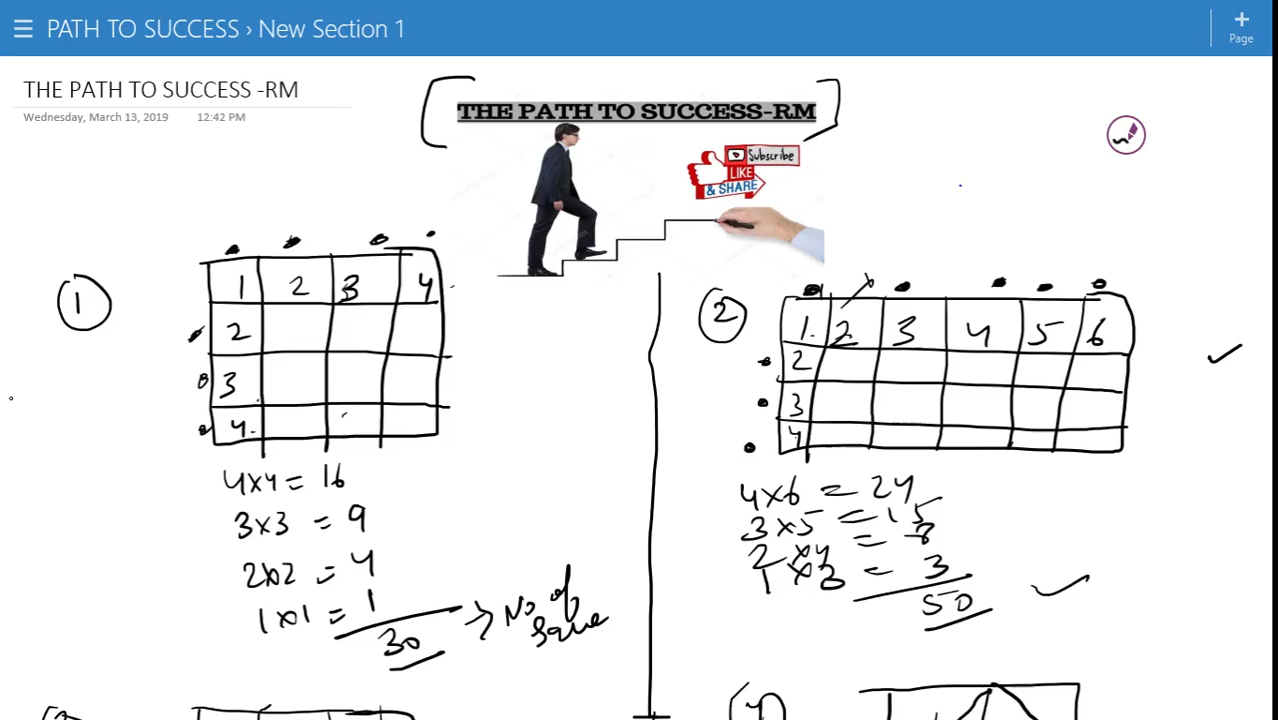 PATH TO SUCCESS › New Section 1
Page
THE PATH TO SUCCESS -RM
Wednesday, March 13, 2019 12:42 PM
THE PATH TO SUCCESS-RM
Subscribe
LIKE
& SHARE
1
1 2 3 4
2
3
4
4x4 = 16
3x3 = 9
2x2 = 4
1x1 = 1
30 → No of
Square
2
1 2 3 4 5 6
2
3
4
4x6 = 24
3x5 = 15
2x4 = 8
1x3 = 3
50